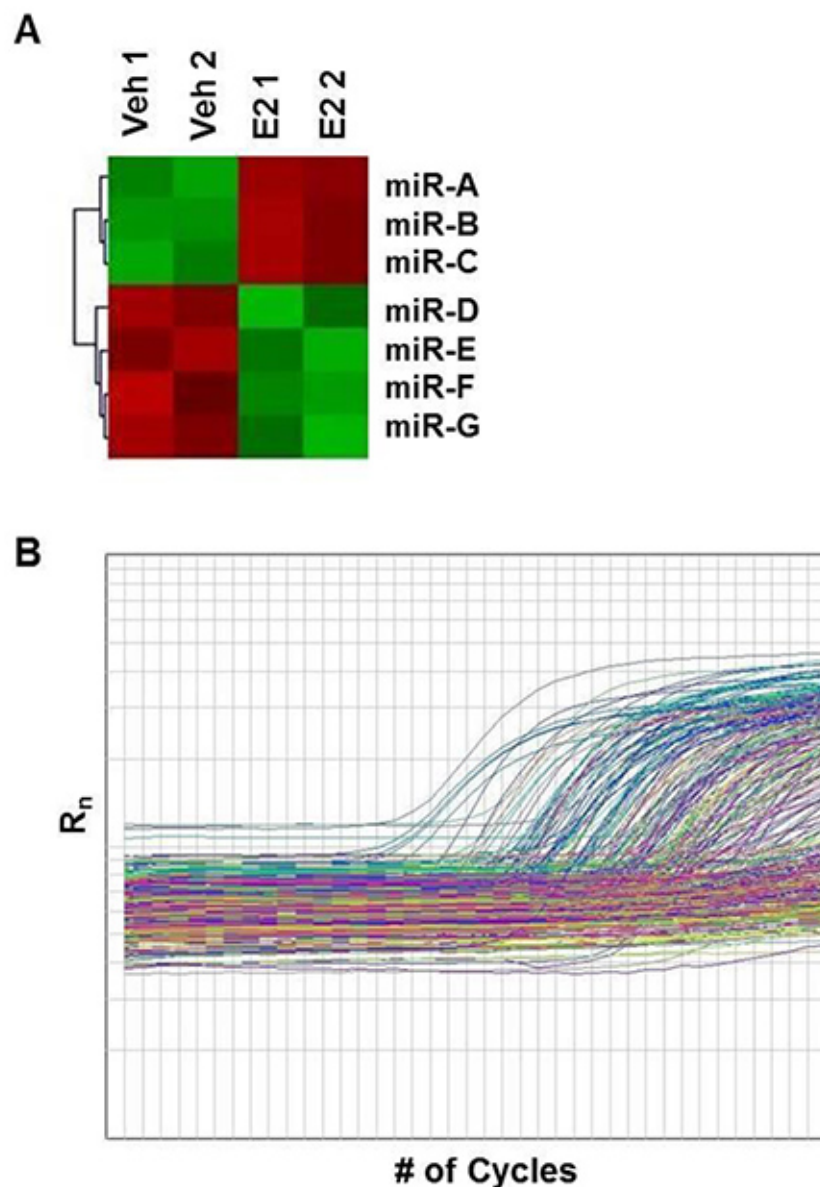 A
Veh 1
Veh 2
E2 1
E2 2
miR-A
miR-B
miR-C
miR-D
miR-E
miR-F
miR-G
B
Rn
# of Cycles